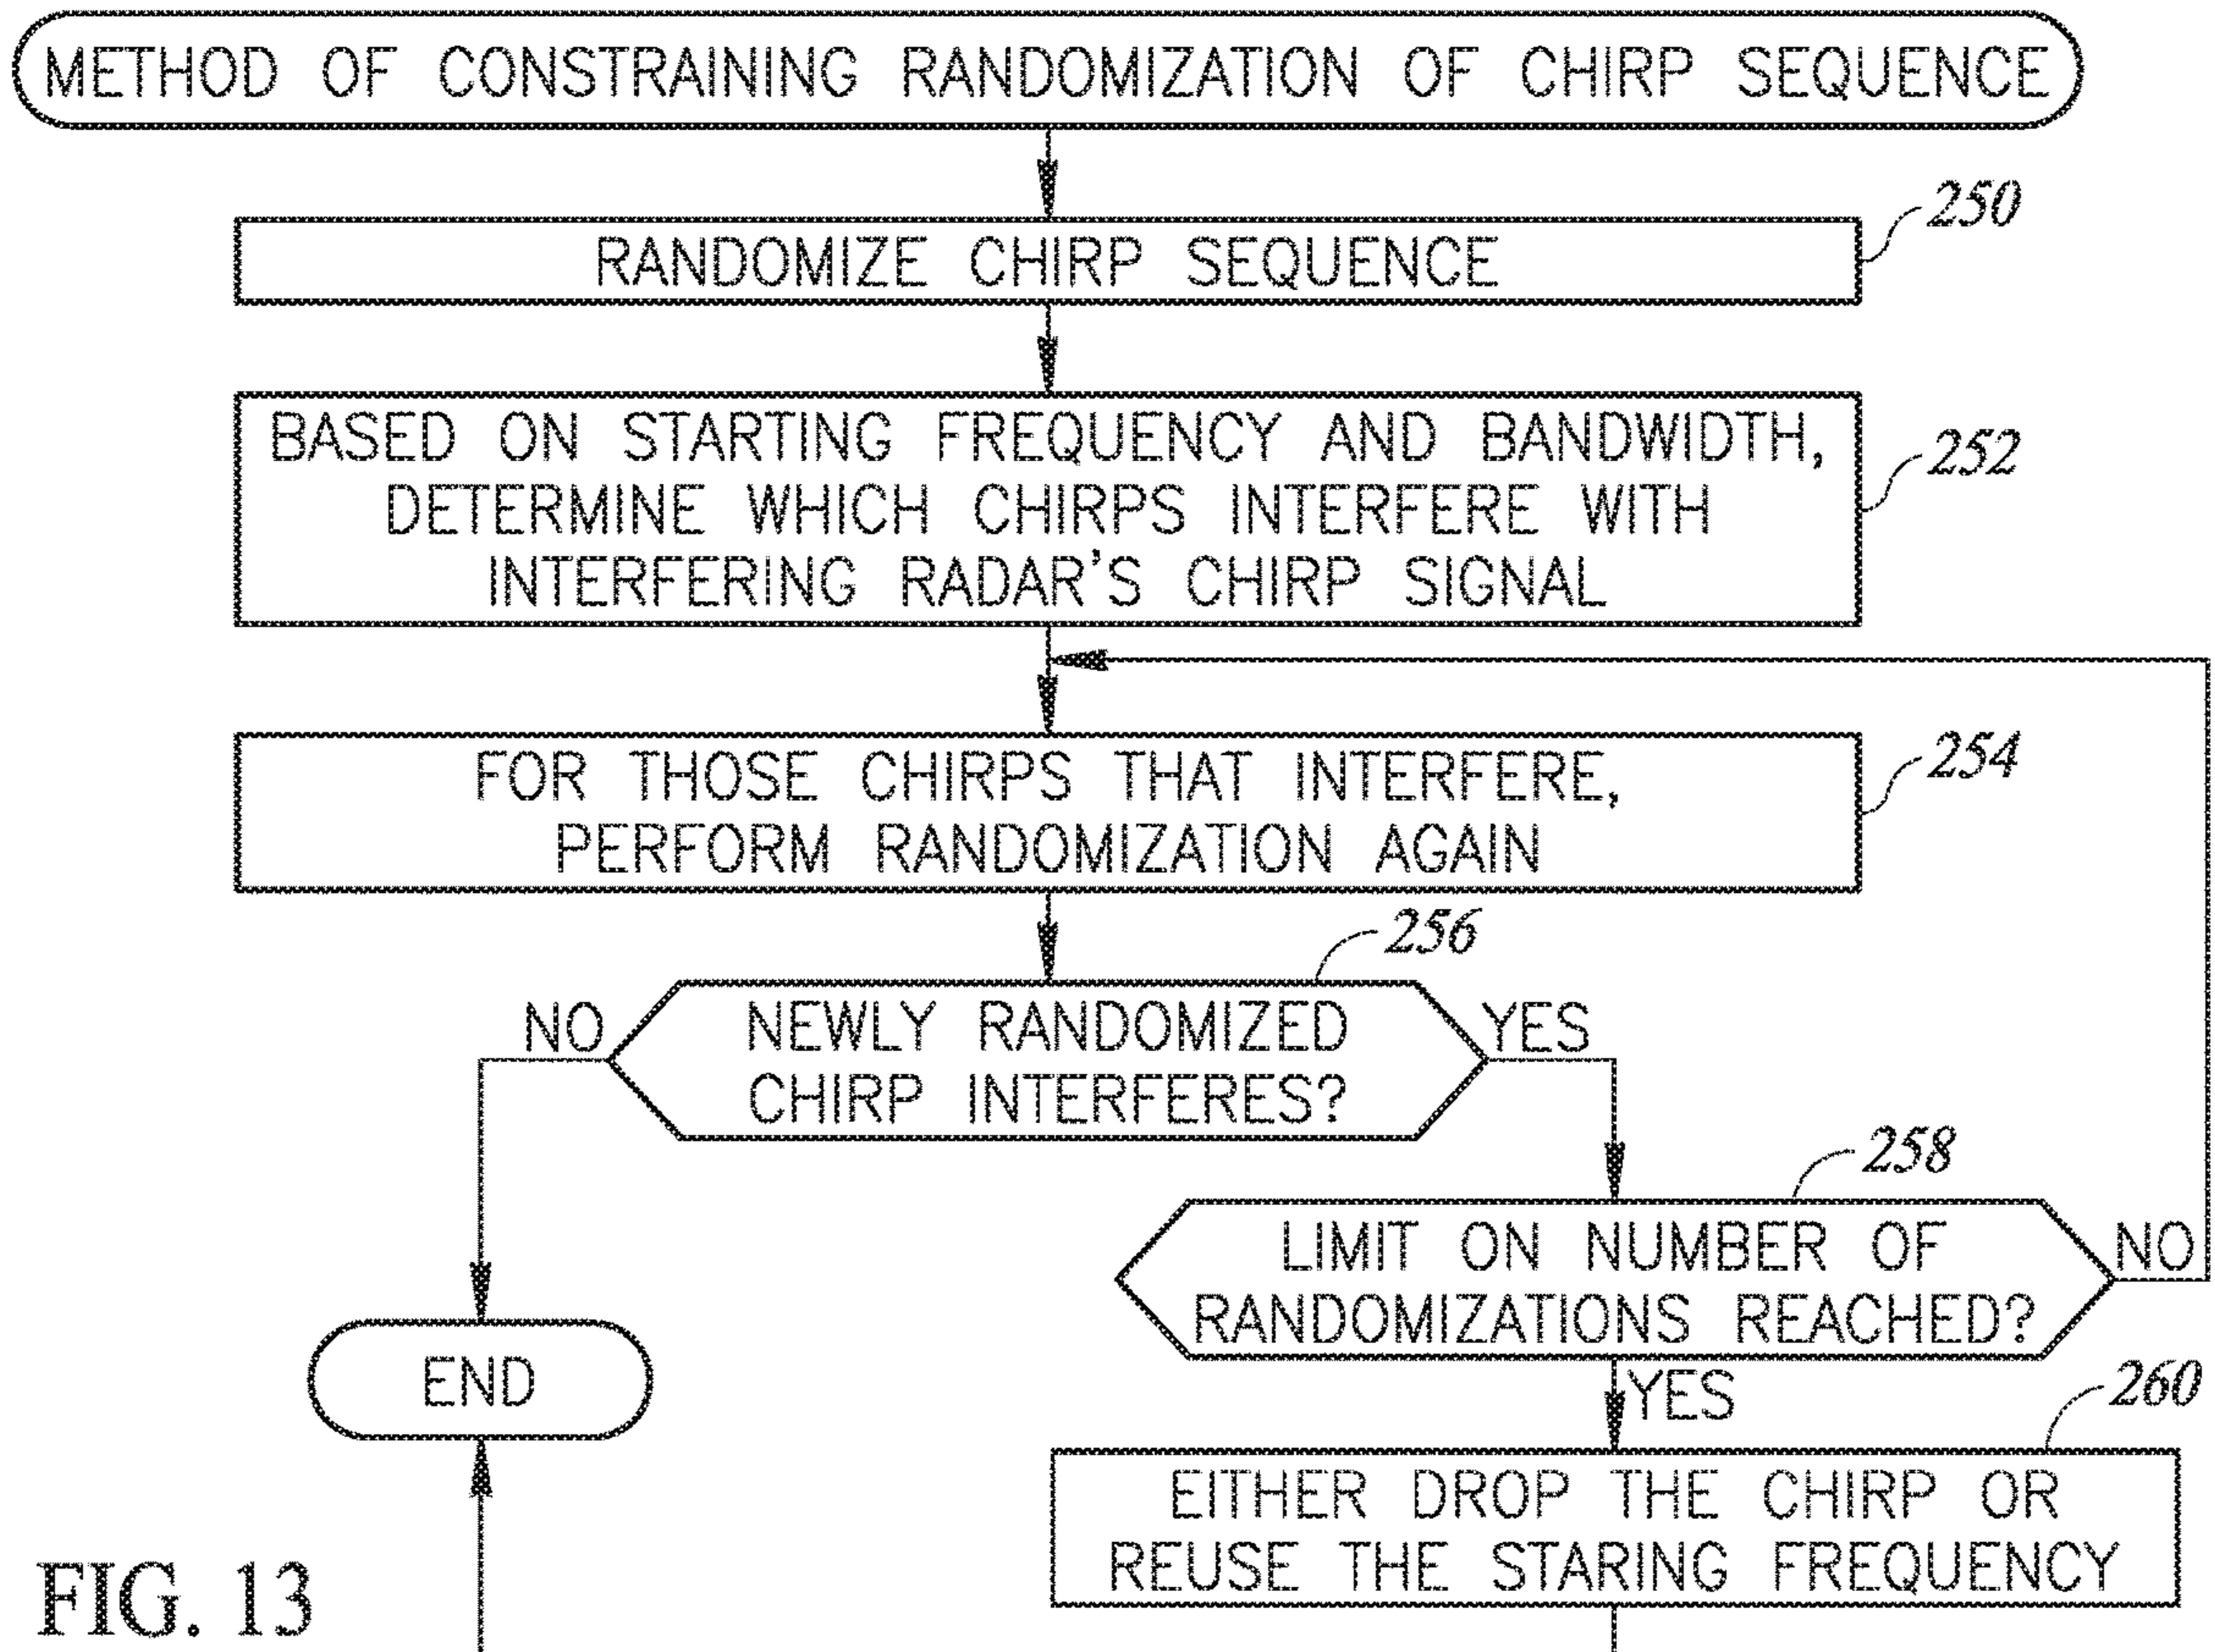 METHOD OF CONSTRAINING RANDOMIZATION OF CHIRP SEQUENCE
250
RANDOMIZE CHIRP SEQUENCE
252
BASED ON STARTING FREQUENCY AND BANDWIDTH,
DETERMINE WHICH CHIRPS INTERFERE WITH
INTERFERING RADAR'S CHIRP SIGNAL
254
FOR THOSE CHIRPS THAT INTERFERE,
PERFORM RANDOMIZATION AGAIN
256
NO
NEWLY RANDOMIZED
CHIRP INTERFERES?
YES
258
LIMIT ON NUMBER OF
RANDOMIZATIONS REACHED?
NO
END
YES
260
EITHER DROP THE CHIRP OR
REUSE THE STARING FREQUENCY
FIG. 13